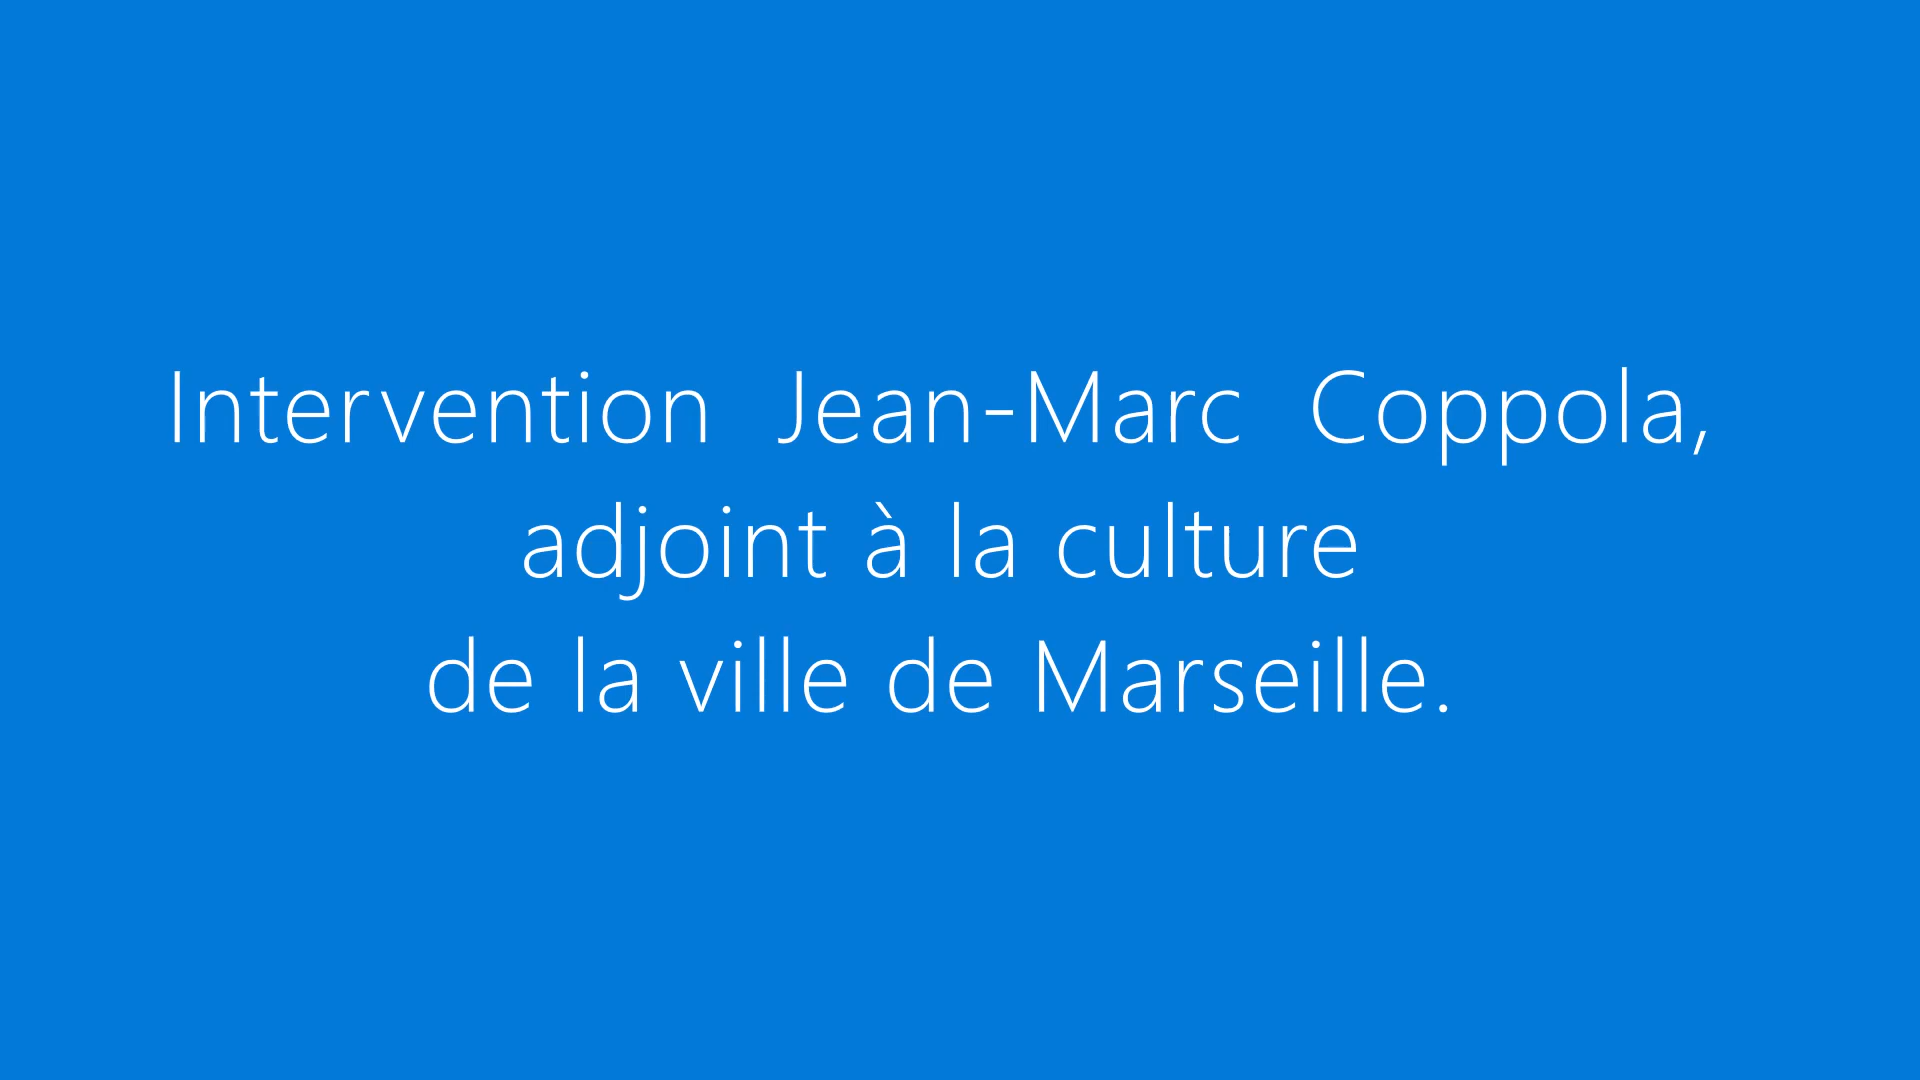 Intervention Jean-Marc Coppola,
adjoint à la culture
de la ville de Marseille.